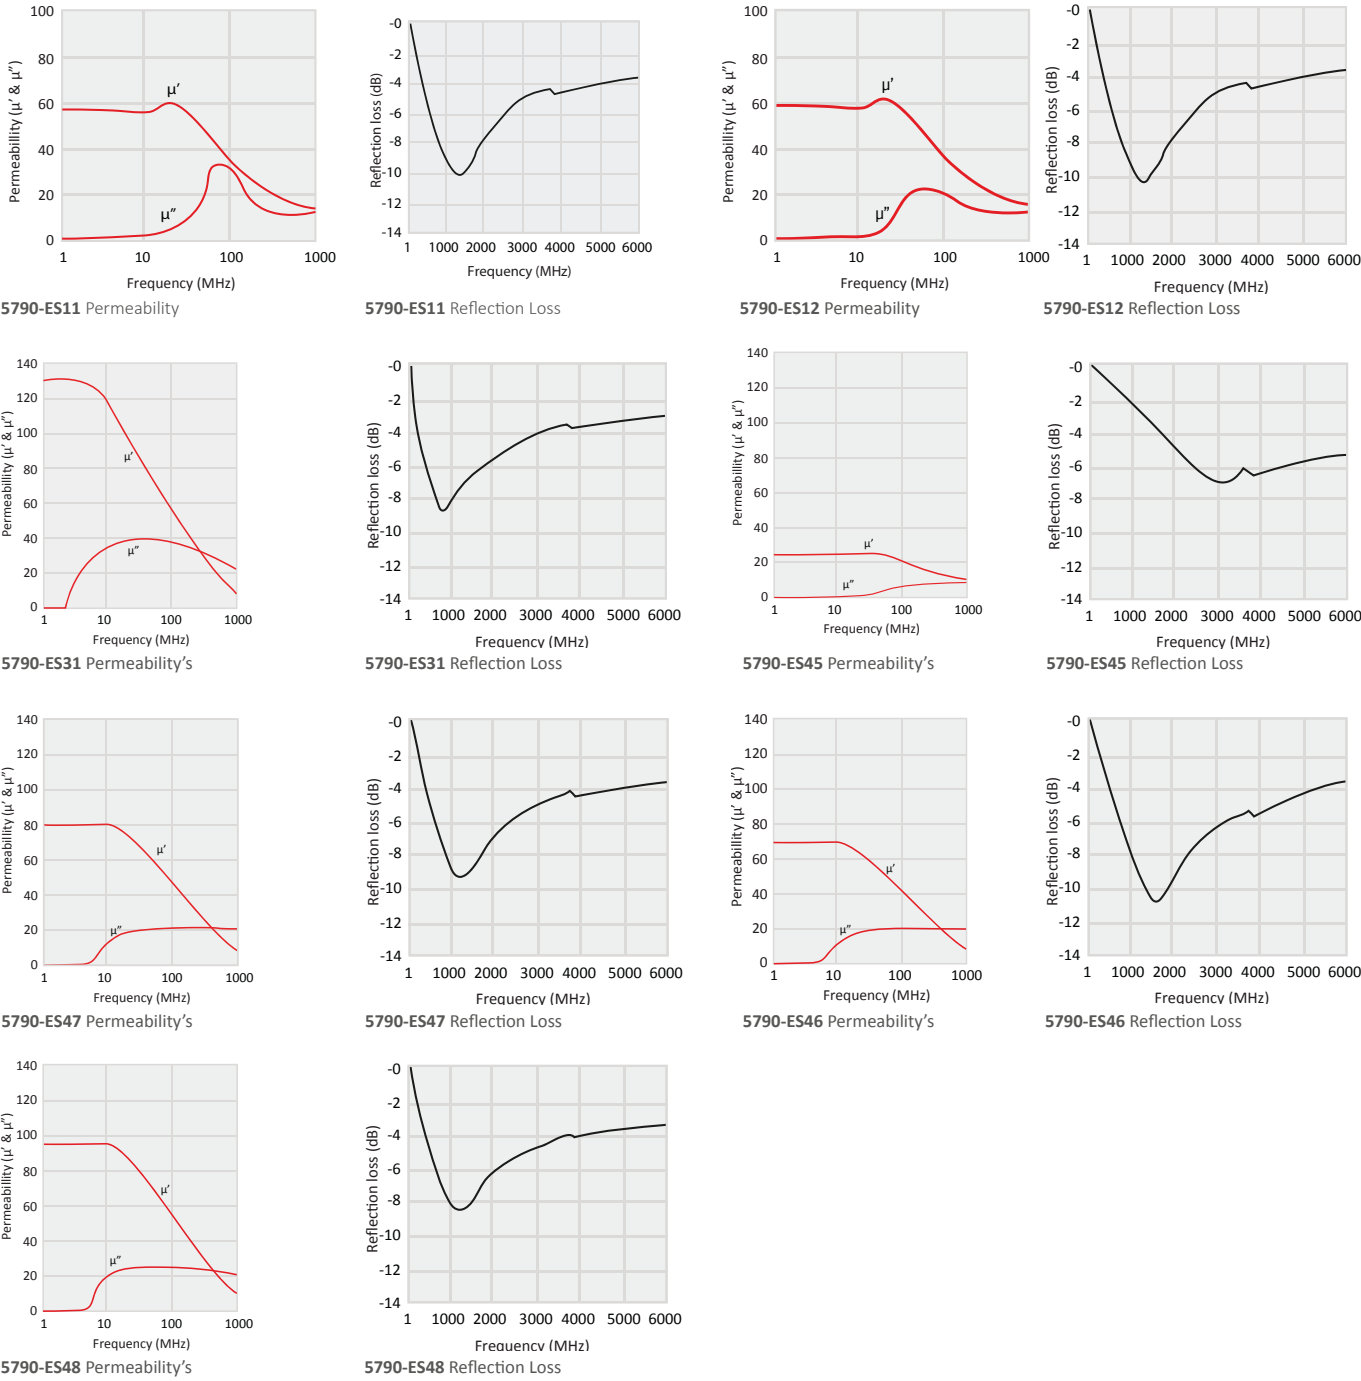 100
80
60
40
20
0
Permeability (μ′ & μ″)
μ′
μ″
1 10 100 1000
Frequency (MHz)
5790-ES11 Permeability
-0
-2
-4
-6
-8
-10
-12
-14
Reflection loss (dB)
1 1000 2000 3000 4000 5000 6000
Frequency (MHz)
5790-ES11 Reflection Loss
100
80
60
40
20
0
Permeability (μ′ & μ″)
μ′
μ″
1 10 100 1000
Frequency (MHz)
5790-ES12 Permeability
-0
-2
-4
-6
-8
-10
-12
-14
Reflection loss (dB)
1 1000 2000 3000 4000 5000 6000
Frequency (MHz)
5790-ES12 Reflection Loss
140
120
100
80
60
40
20
0
Permeabillity (μ′ & μ″)
μ′
μ″
1 10 100 1000
Frequency (MHz)
5790-ES31 Permeability’s
-0
-2
-4
-6
-8
-10
-12
-14
Reflection loss (dB)
1 1000 2000 3000 4000 5000 6000
Frequency (MHz)
5790-ES31 Reflection Loss
140
120
100
80
60
40
20
0
Permeabillity (μ′ & μ″)
μ′
μ″
1 10 100 1000
Frequency (MHz)
5790-ES45 Permeability’s
-0
-2
-4
-6
-8
-10
-12
-14
Reflection loss (dB)
1 1000 2000 3000 4000 5000 6000
Frequency (MHz)
5790-ES45 Reflection Loss
140
120
100
80
60
40
20
0
Permeabillity (μ′ & μ″)
μ′
μ″
1 10 100 1000
Frequency (MHz)
5790-ES47 Permeability’s
-0
-2
-4
-6
-8
-10
-12
-14
Reflection loss (dB)
1 1000 2000 3000 4000 5000 6000
Frequency (MHz)
5790-ES47 Reflection Loss
140
120
100
80
60
40
20
0
Permeabillity (μ′ & μ″)
μ′
μ″
1 10 100 1000
Frequency (MHz)
5790-ES46 Permeability’s
-0
-2
-4
-6
-8
-10
-12
-14
Reflection loss (dB)
1 1000 2000 3000 4000 5000 6000
Frequency (MHz)
5790-ES46 Reflection Loss
140
120
100
80
60
40
20
0
Permeabillity (μ′ & μ″)
μ′
μ″
1 10 100 1000
Frequency (MHz)
5790-ES48 Permeability’s
-0
-2
-4
-6
-8
-10
-12
-14
Reflection loss (dB)
1 1000 2000 3000 4000 5000 6000
Frequency (MHz)
5790-ES48 Reflection Loss